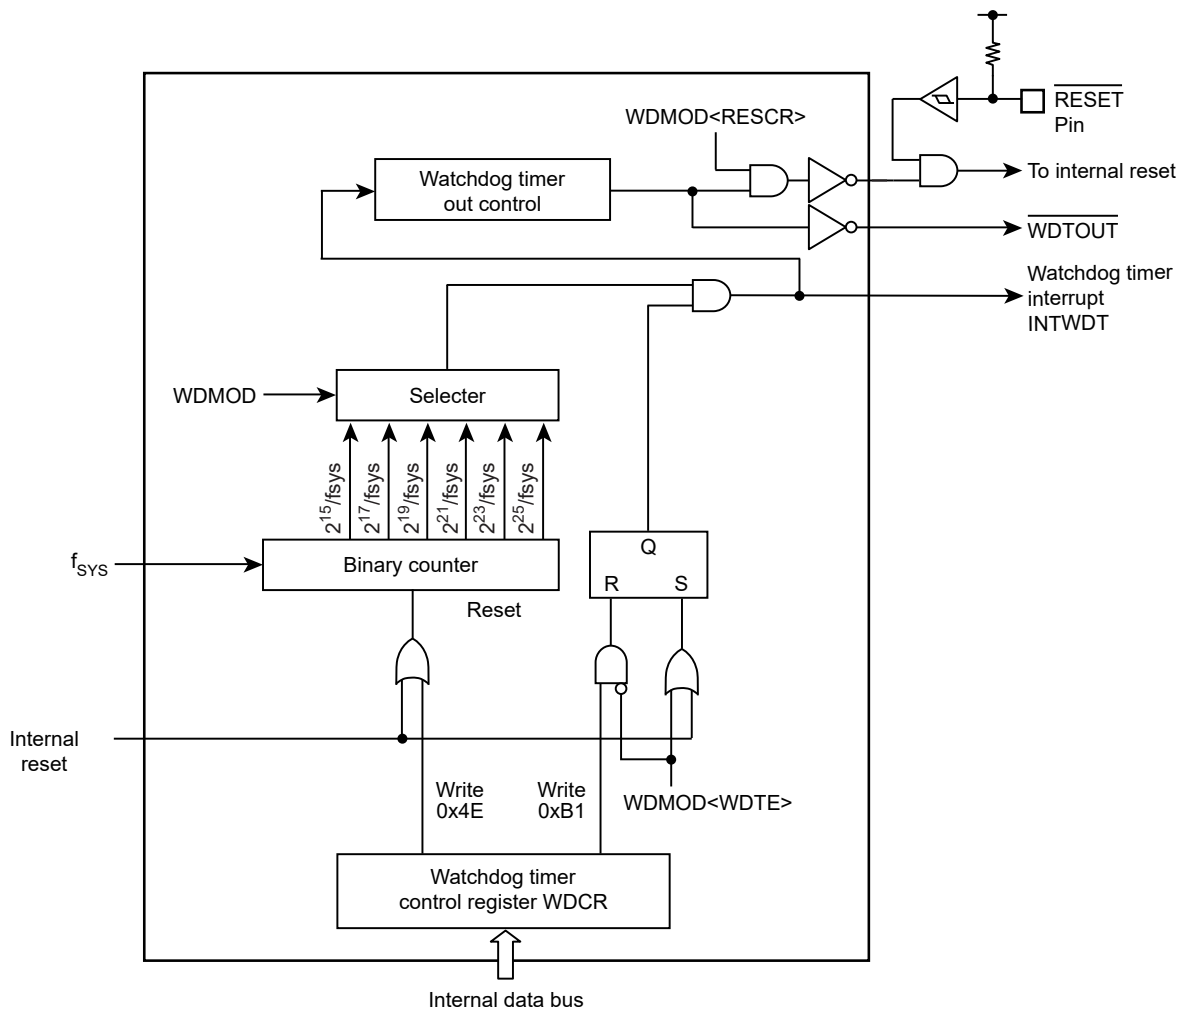 WDMOD<RESCR>
RESET
Pin
To internal reset
Watchdog timer
out control
WDTOUT
Watchdog timer
interrupt
INTWDT
WDMOD
Selecter
2^15/fsys
2^17/fsys
2^19/fsys
2^21/fsys
2^23/fsys
2^25/fsys
fSYS
Binary counter
Reset
Q
R S
Internal
reset
Write
0x4E
Write
0xB1
WDMOD<WDTE>
Watchdog timer
control register WDCR
Internal data bus